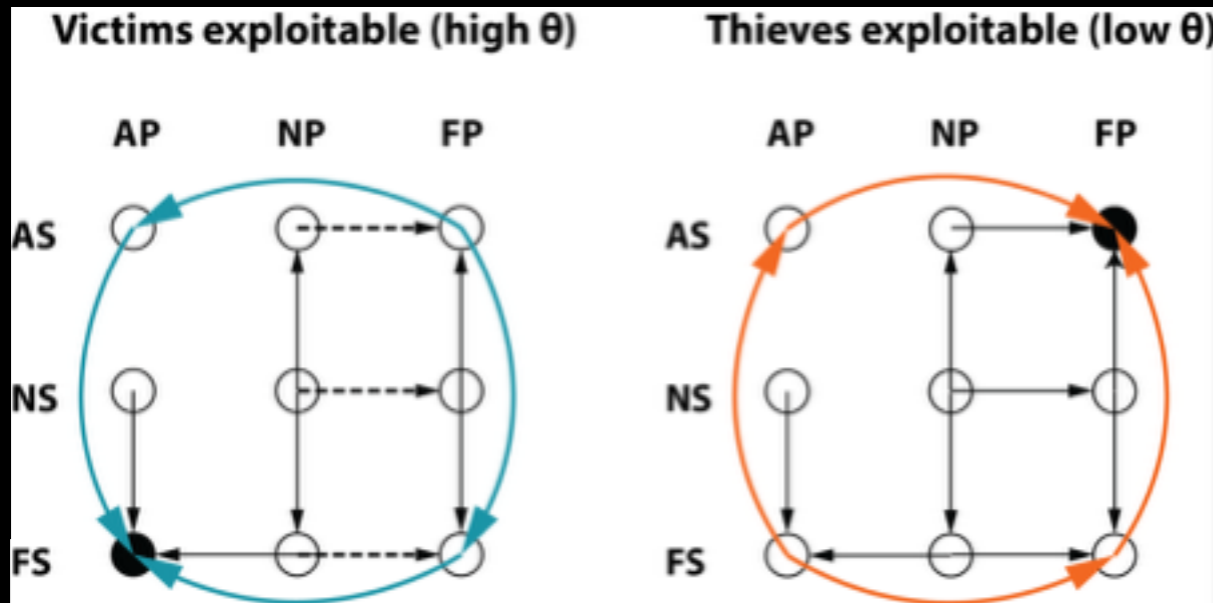 Victims exploitable (high θ)
AP NP FP
AS
NS
FS
Thieves exploitable (low θ)
AP NP FP
AS
NS
FS